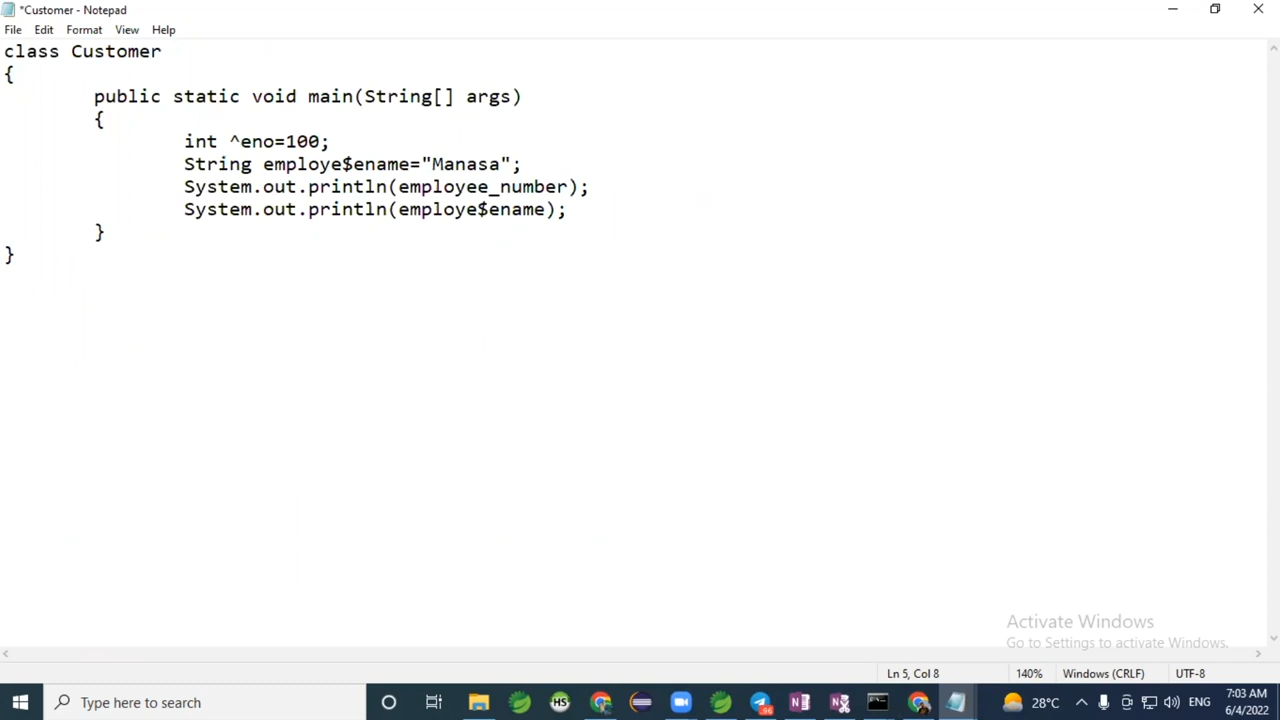 *Customer - Notepad
File Edit Format View Help
class Customer
{
public static void main(String[] args)
{
int ^eno=100;
String employe$ename="Manasa";
System.out.println(employee_number);
System.out.println(employe$ename);
}
}
Activate Windows
Go to Settings to activate Windows.
Ln 5, Col 8 140% Windows (CRLF) UTF-8
Type here to search
HS
96
28°C ENG
7:03 AM
6/4/2022